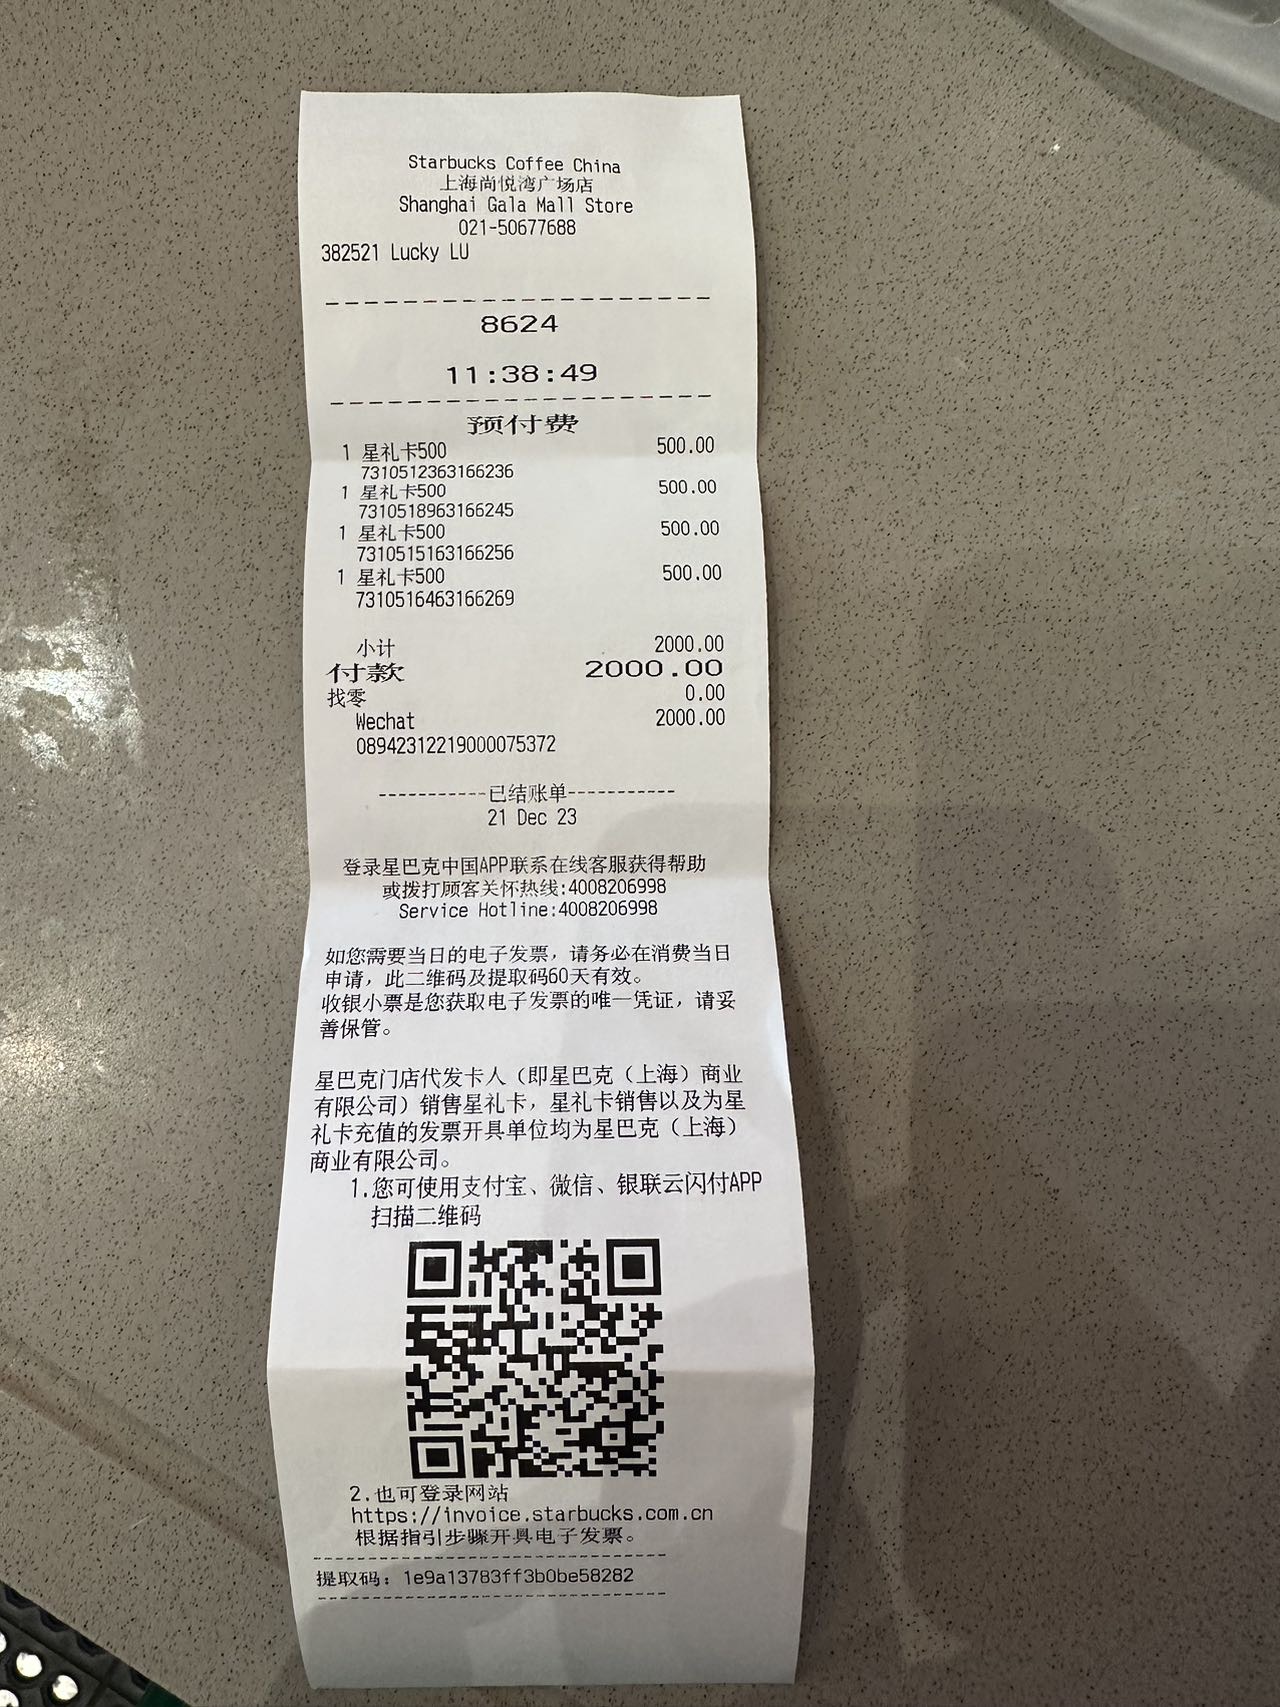 Starbucks Coffee China
上海尚悦湾广场店
Shanghai Gala Mall Store
021-50677688
382521 Lucky LU
8624
11:38:49
预付费
1 星礼卡500 500.00
7310512363166236
1 星礼卡500 500.00
7310518963166245
1 星礼卡500 500.00
7310515163166256
1 星礼卡500 500.00
7310516463166269
小计 2000.00
付款 2000.00
找零 0.00
Wechat 2000.00
08942312219000075372
-----------已结账单-----------
21 Dec 23
登录星巴克中国APP联系在线客服获得帮助
或拨打顾客关怀热线:4008206998
Service Hotline:4008206998
如您需要当日的电子发票，请务必在消费当日
申请，此二维码及提取码60天有效。
收银小票是您获取电子发票的唯一凭证，请妥
善保管。
星巴克门店代发卡人（即星巴克（上海）商业
有限公司）销售星礼卡，星礼卡销售以及为星
礼卡充值的发票开具单位均为星巴克（上海）
商业有限公司。
1.您可使用支付宝、微信、银联云闪付APP
扫描二维码
2.也可登录网站
https://invoice.starbucks.com.cn
根据指引步骤开具电子发票。
提取码：1e9a13783ff3b0be58282